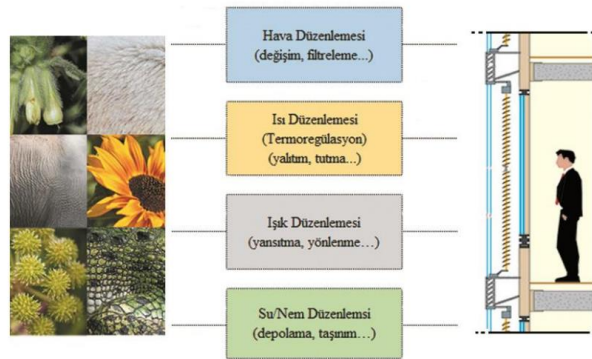 Hava Düzenlemesi
(değişim, filtreleme...)
Isı Düzenlemesi
(Termoregülasyon)
(yalıtım, tutma...)
Işık Düzenlemesi
(yansıtma, yönlenme…)
Su/Nem Düzenlemsi
(depolama, taşınım…)